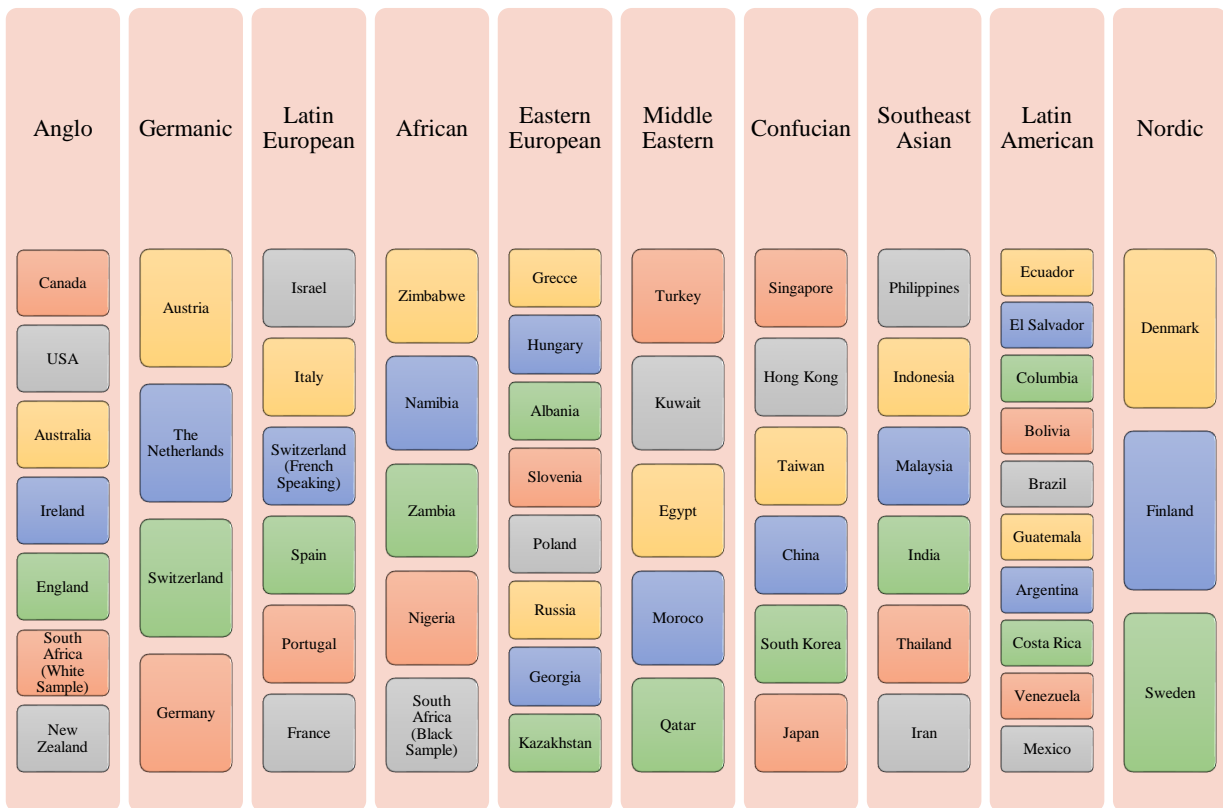 Anglo
Canada
USA
Australia
Ireland
England
South
Africa
(White
Sample)
New
Zealand
Germanic
Austria
The
Netherlands
Switzerland
Germany
Latin
European
Israel
Italy
Switzerland
(French
Speaking)
Spain
Portugal
France
African
Zimbabwe
Namibia
Zambia
Nigeria
South
Africa
(Black
Sample)
Eastern
European
Grecce
Hungary
Albania
Slovenia
Poland
Russia
Georgia
Kazakhstan
Middle
Eastern
Turkey
Kuwait
Egypt
Moroco
Qatar
Confucian
Singapore
Hong Kong
Taiwan
China
South Korea
Japan
Southeast
Asian
Philippines
Indonesia
Malaysia
India
Thailand
Iran
Latin
American
Ecuador
El Salvador
Columbia
Bolivia
Brazil
Guatemala
Argentina
Costa Rica
Venezuela
Mexico
Nordic
Denmark
Finland
Sweden